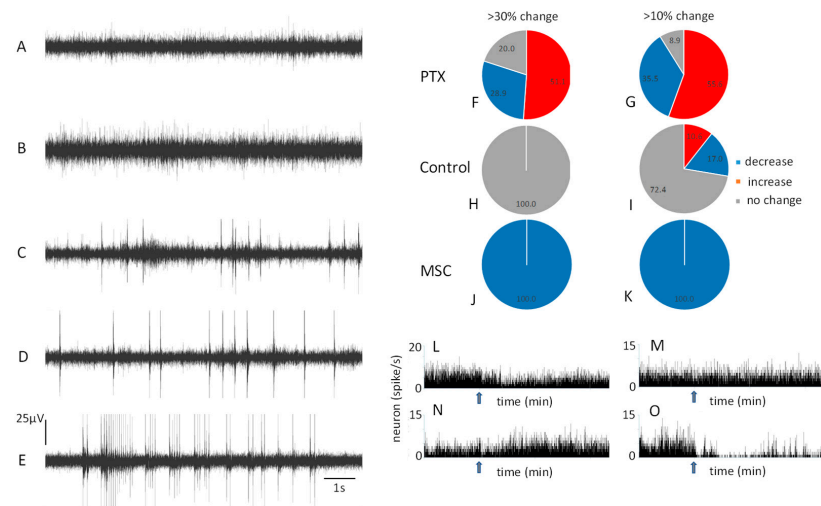 A
B
C
D
25µV
E
1s
>30% change
>10% change
PTX
20.0
28.9
F
8.9
35.5
G
Control
100.0
H
17.0
72.4
I
decrease
increase
no change
MSC
100.0
J
100.0
K
neuron (spike/s)
20
0
L
time (min)
15
0
M
time (min)
15
0
N
time (min)
15
0
O
time (min)